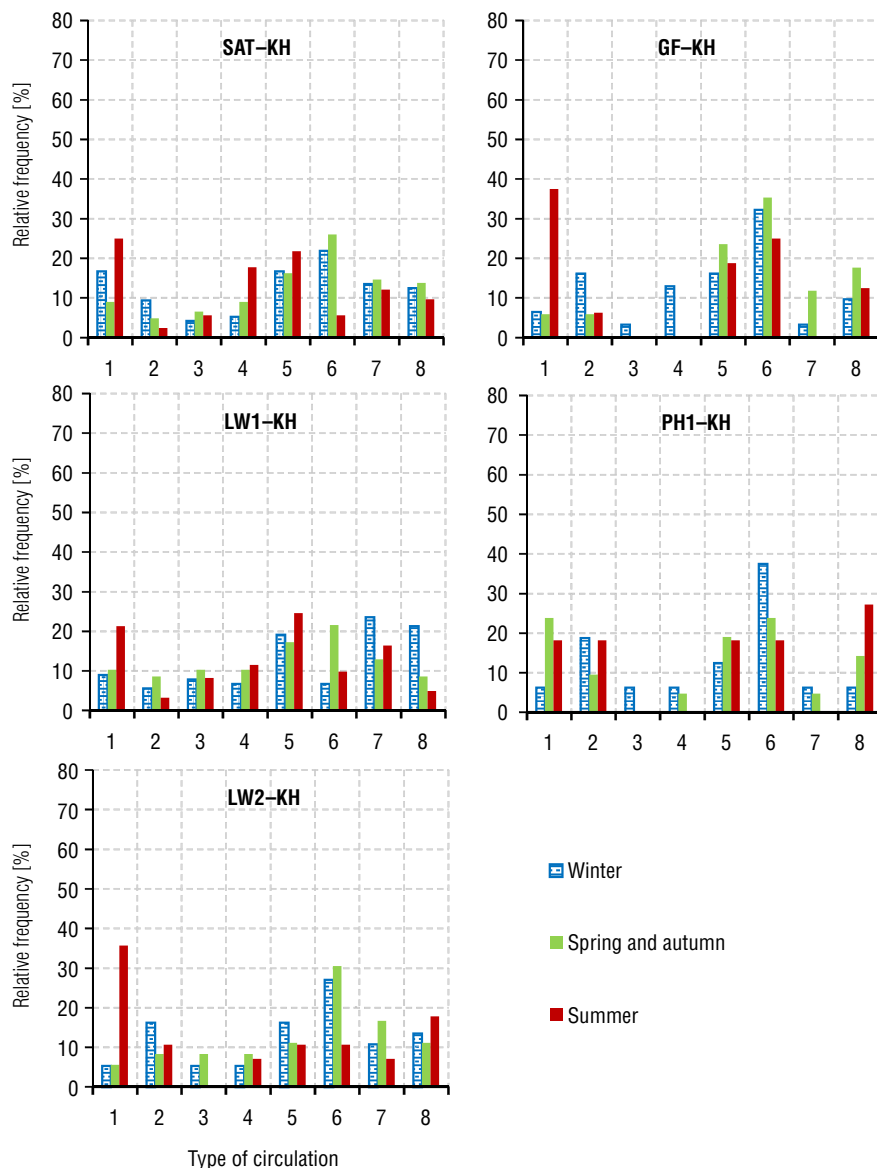 SAT–KH
Relative frequency [%]
80
70
60
50
40
30
20
10
0
1 2 3 4 5 6 7 8
GF–KH
80
70
60
50
40
30
20
10
0
1 2 3 4 5 6 7 8
LW1–KH
Relative frequency [%]
80
70
60
50
40
30
20
10
0
1 2 3 4 5 6 7 8
PH1–KH
80
70
60
50
40
30
20
10
0
1 2 3 4 5 6 7 8
LW2–KH
Relative frequency [%]
80
70
60
50
40
30
20
10
0
1 2 3 4 5 6 7 8
Type of circulation
Winter
Spring and autumn
Summer